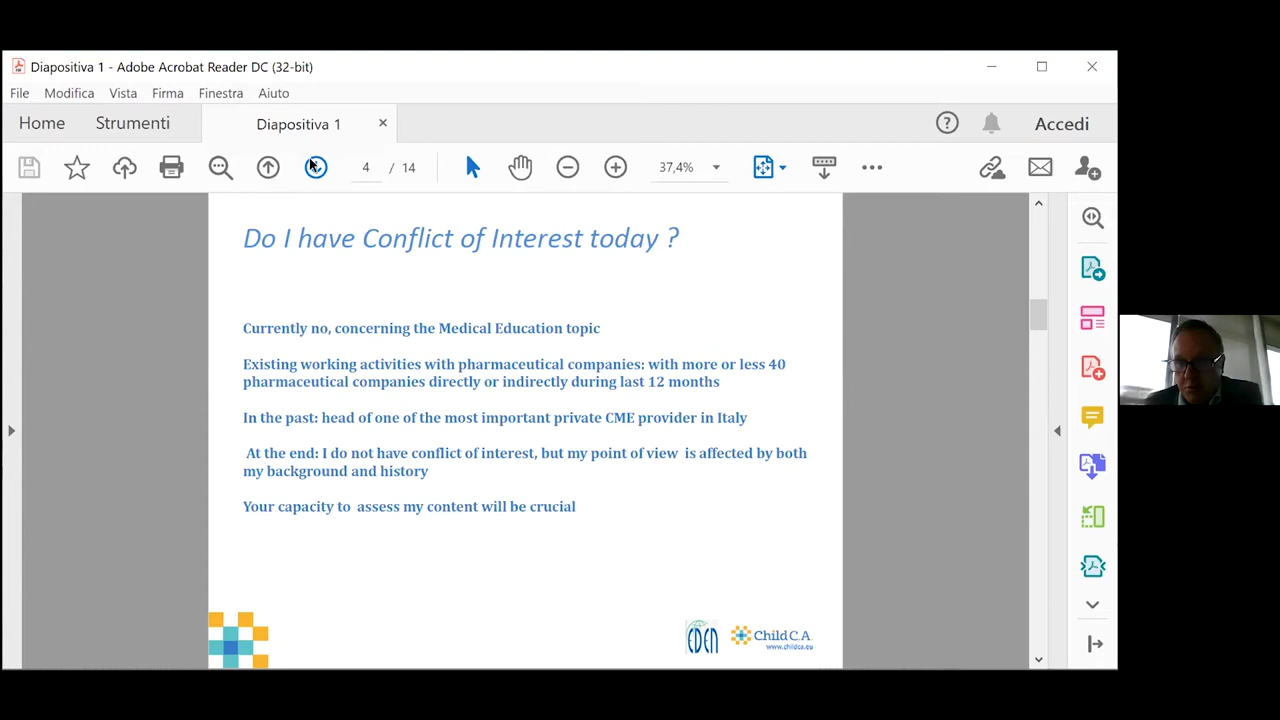 Diapositiva 1 - Adobe Acrobat Reader DC (32-bit)
File Modifica Vista Firma Finestra Aiuto
Home Strumenti Diapositiva 1 Accedi
4 / 14 37,4%
Do I have Conflict of Interest today ?
Currently no, concerning the Medical Education topic
Existing working activities with pharmaceutical companies: with more or less 40
pharmaceutical companies directly or indirectly during last 12 months
In the past: head of one of the most important private CME provider in Italy
At the end: I do not have conflict of interest, but my point of view is affected by both
my background and history
Your capacity to assess my content will be crucial
EDEN Child C.A.
www.childca.eu